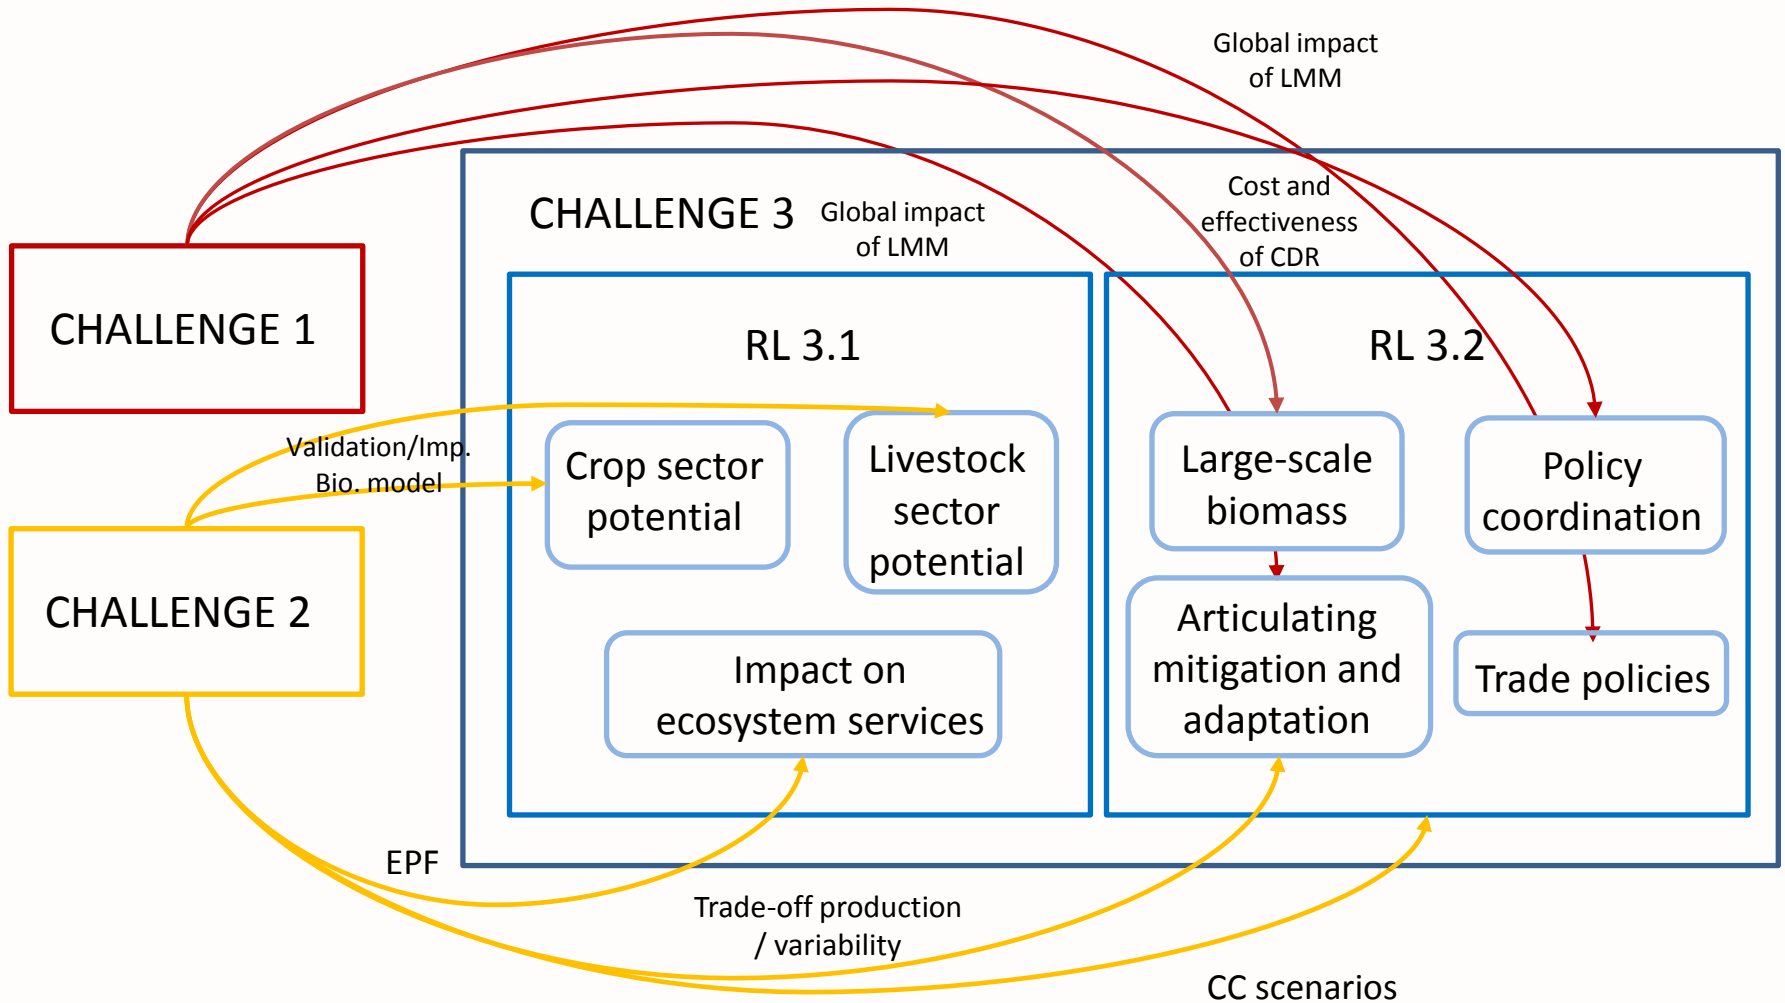 Global impact
of LMM
CHALLENGE 3
Global impact
of LMM
Cost and
effectiveness
of CDR
CHALLENGE 1
RL 3.1
RL 3.2
Validation/Imp.
Bio. model
Crop sector
potential
Livestock
sector
potential
Large-scale
biomass
Policy
coordination
CHALLENGE 2
Impact on
ecosystem services
Articulating
mitigation and
adaptation
Trade policies
EPF
Trade-off production
/ variability
CC scenarios